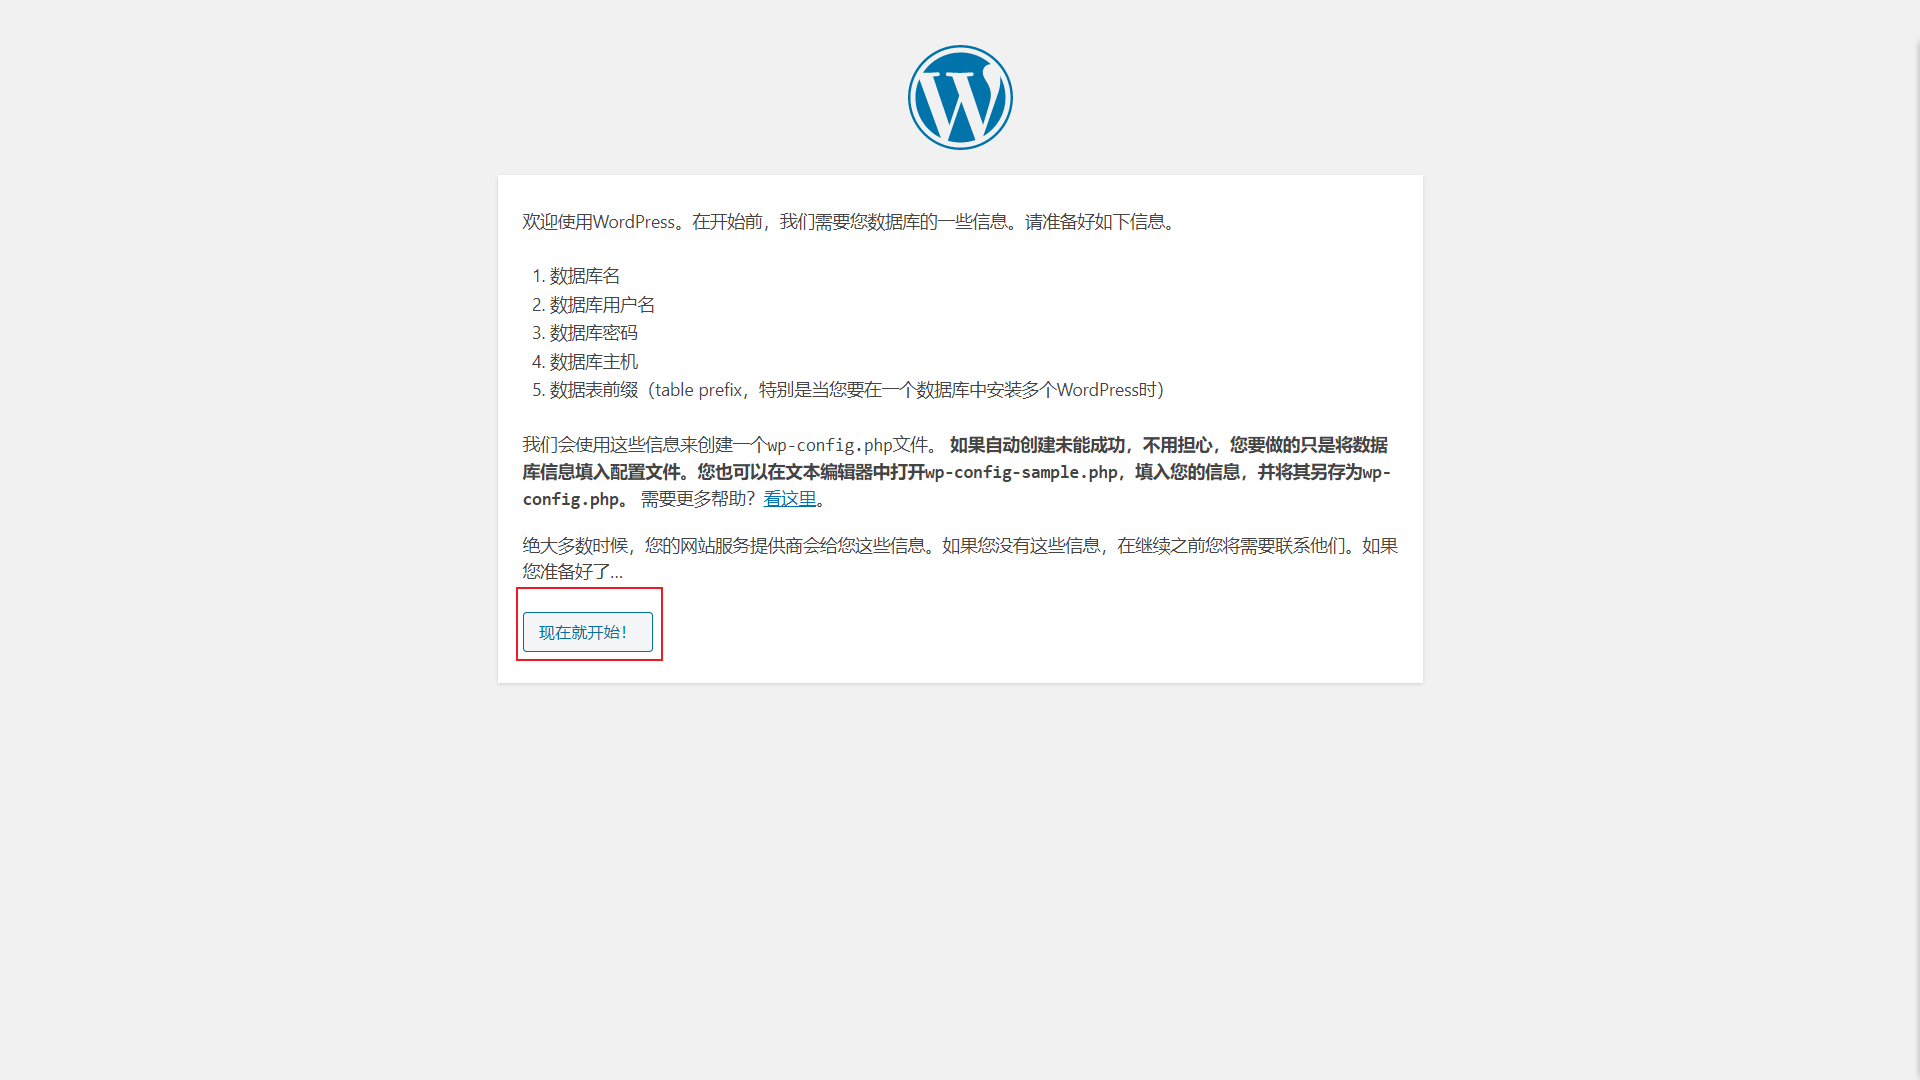 欢迎使用WordPress。在开始前，我们需要您数据库的一些信息。请准备好如下信息。
1. 数据库名
2. 数据库用户名
3. 数据库密码
4. 数据库主机
5. 数据表前缀（table prefix，特别是当您要在一个数据库中安装多个WordPress时）
我们会使用这些信息来创建一个wp-config.php文件。 如果自动创建未能成功，不用担心，您要做的只是将数据
库信息填入配置文件。您也可以在文本编辑器中打开wp-config-sample.php，填入您的信息，并将其另存为wp-
config.php。 需要更多帮助？看这里。
绝大多数时候，您的网站服务提供商会给您这些信息。如果您没有这些信息，在继续之前您将需要联系他们。如果
您准备好了…
现在就开始！